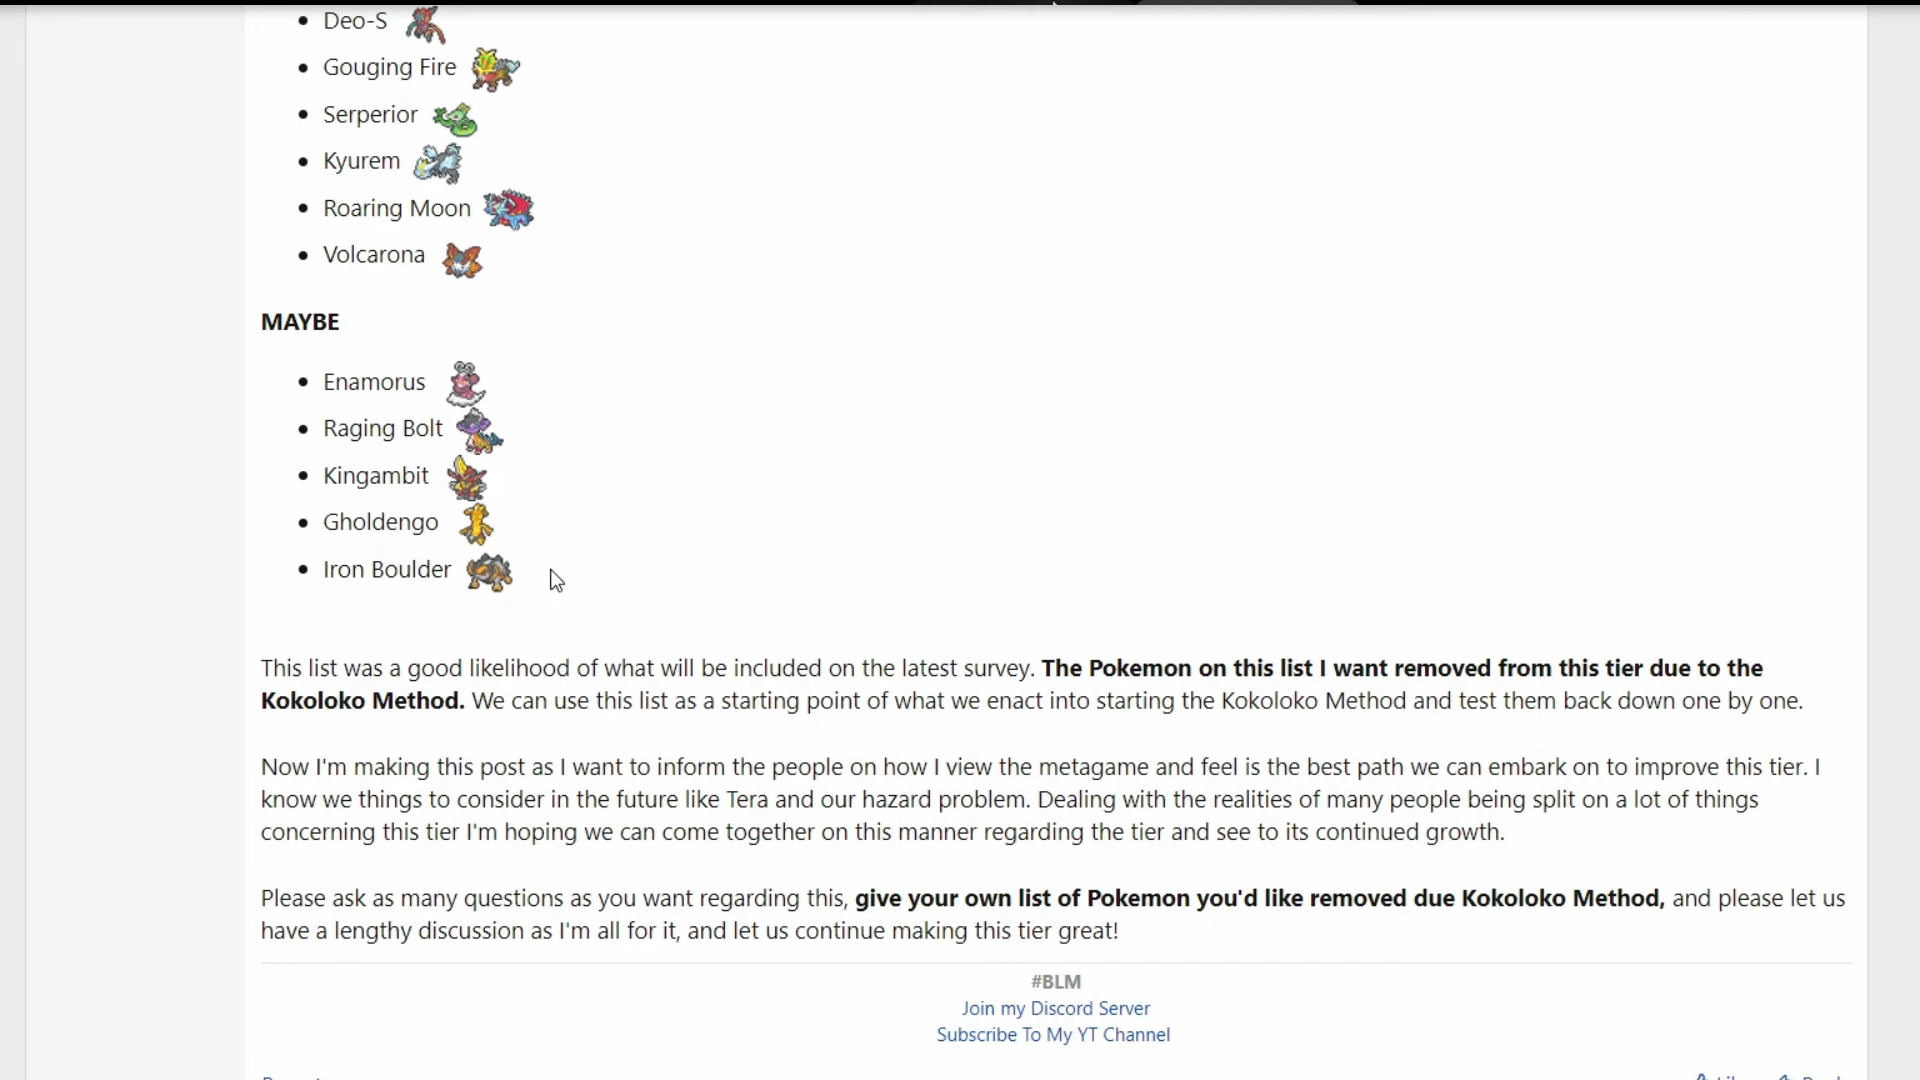 Deo-S
Gouging Fire
Serperior
Kyurem
Roaring Moon
Volcarona
MAYBE
Enamorus
Raging Bolt
Kingambit
Gholdengo
Iron Boulder
This list was a good likelihood of what will be included on the latest survey. The Pokemon on this list I want removed from this tier due to the
Kokoloko Method. We can use this list as a starting point of what we enact into starting the Kokoloko Method and test them back down one by one.
Now I'm making this post as I want to inform the people on how I view the metagame and feel is the best path we can embark on to improve this tier. I
know we things to consider in the future like Tera and our hazard problem. Dealing with the realities of many people being split on a lot of things
concerning this tier I'm hoping we can come together on this manner regarding the tier and see to its continued growth.
Please ask as many questions as you want regarding this, give your own list of Pokemon you'd like removed due Kokoloko Method, and please let us
have a lengthy discussion as I'm all for it, and let us continue making this tier great!
#BLM
Join my Discord Server
Subscribe To My YT Channel